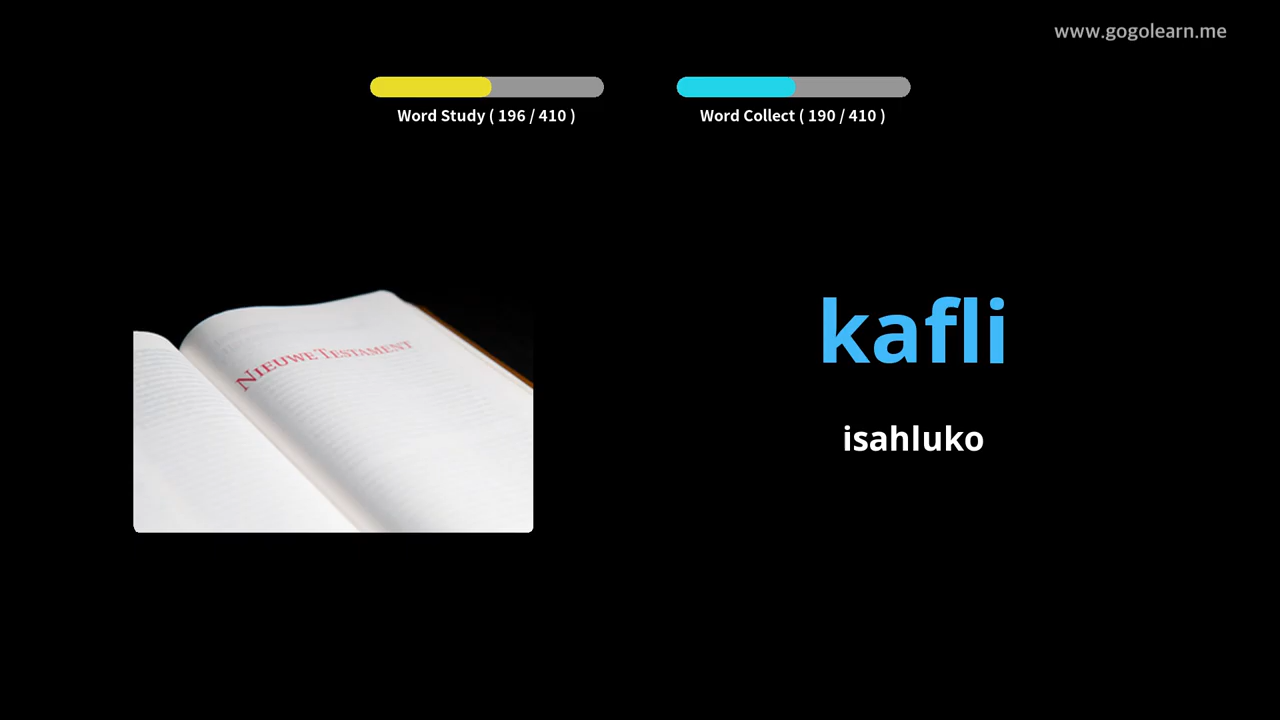 www.gogolearn.me
Word Study ( 196 / 410 )
Word Collect ( 190 / 410 )
NIEUWE TESTAMENT
kafli
isahluko